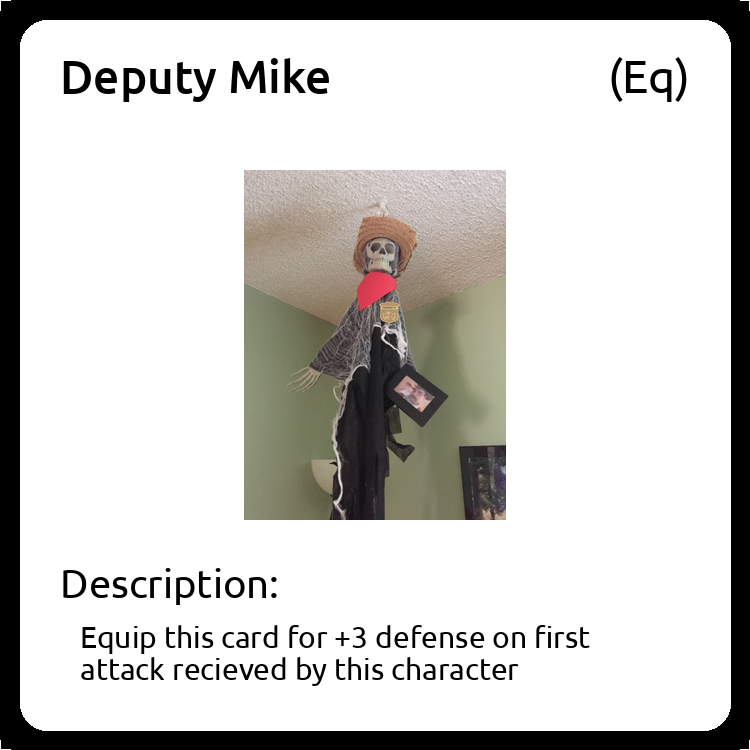 Deputy Mike (Eq)
Description:
Equip this card for +3 defense on first
attack recieved by this character